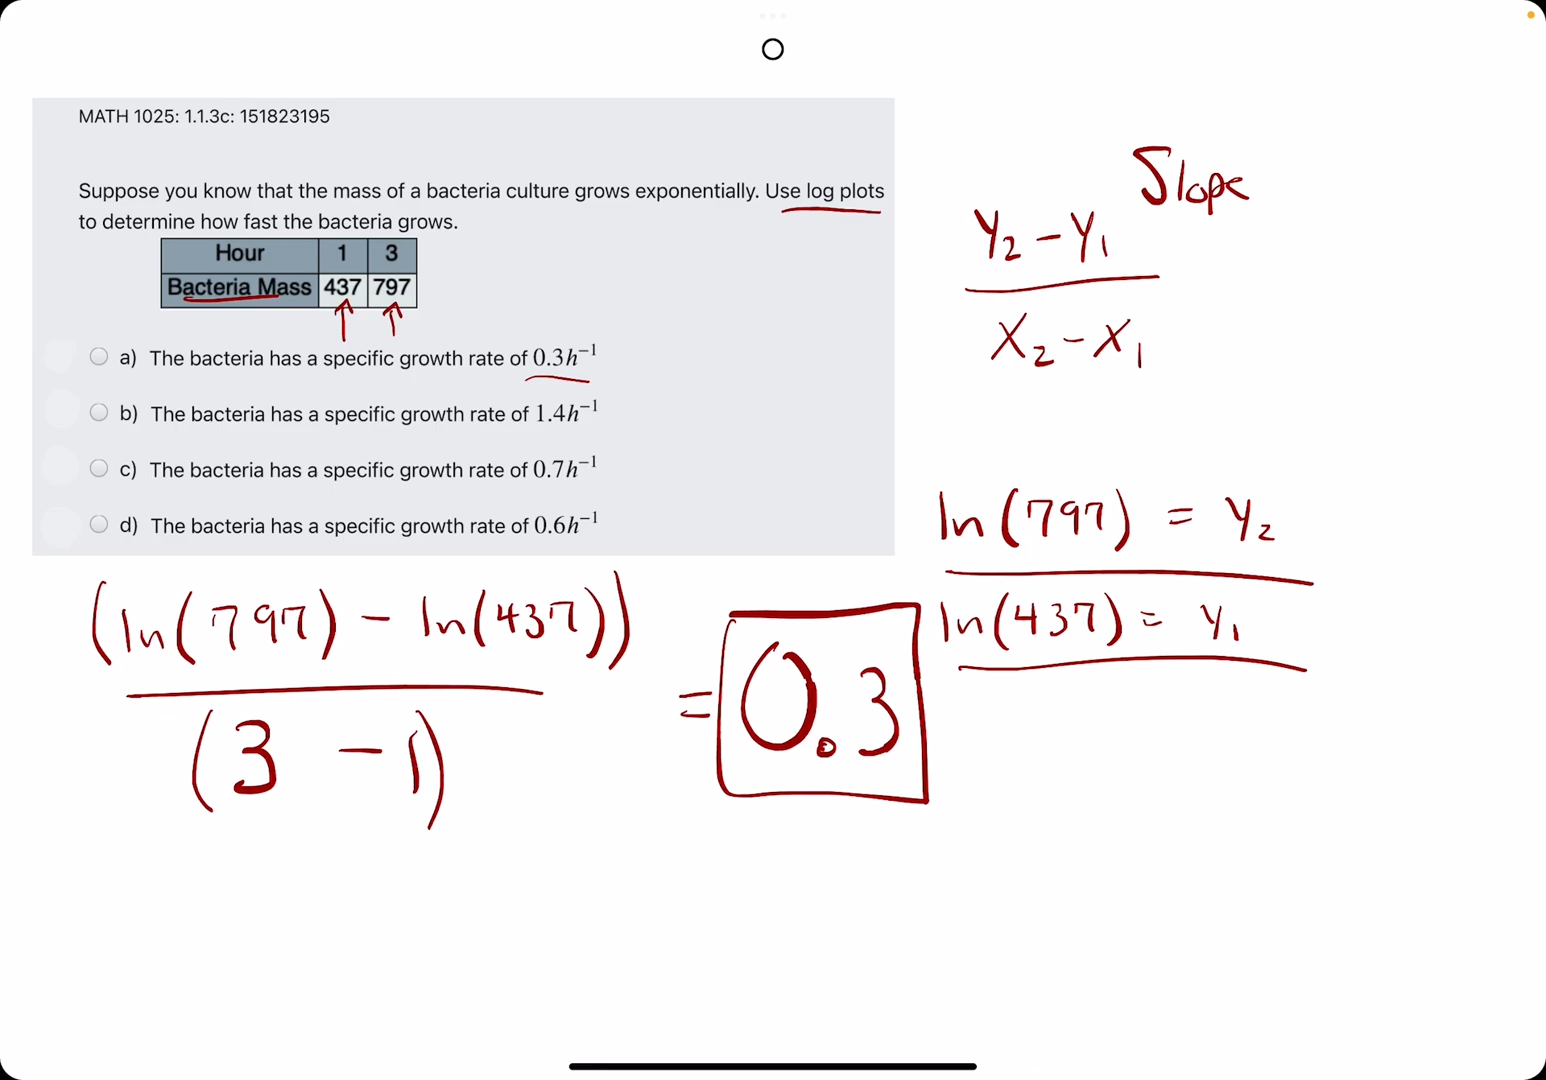 MATH 1025: 1.1.3c: 151823195
Suppose you know that the mass of a bacteria culture grows exponentially. Use log plots
to determine how fast the bacteria grows.
Hour 1 3
Bacteria Mass 437 797
a) The bacteria has a specific growth rate of 0.3h⁻¹
b) The bacteria has a specific growth rate of 1.4h⁻¹
c) The bacteria has a specific growth rate of 0.7h⁻¹
d) The bacteria has a specific growth rate of 0.6h⁻¹
Slope
Y₂-Y₁
X₂-X₁
ln(797) = Y₂
ln(437) = Y₁
(ln(797) - ln(437))
(3 - 1)
= 0.3